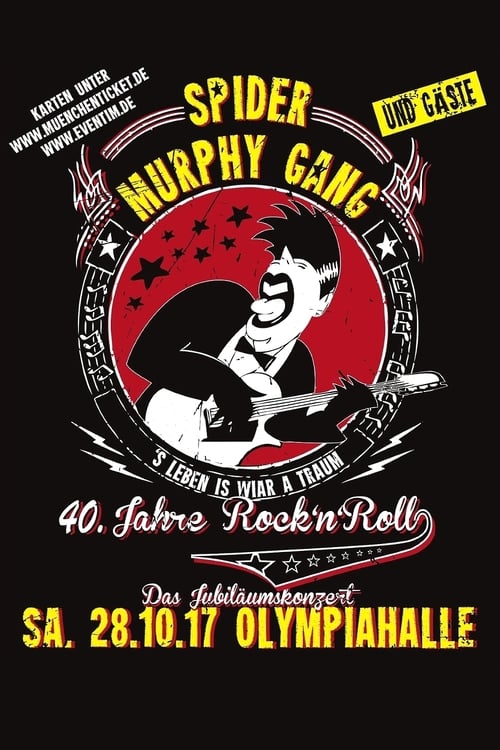 KARTEN UNTER
WWW.MUENCHENTICKET.DE
WWW.EVENTIM.DE
UND GÄSTE
SPIDER
MURPHY GANG
'S LEBEN IS WIAR A TRAUM
40. Jahre Rock'n'Roll
Das Jubiläumskonzert
SA. 28.10.17 OLYMPIAHALLE